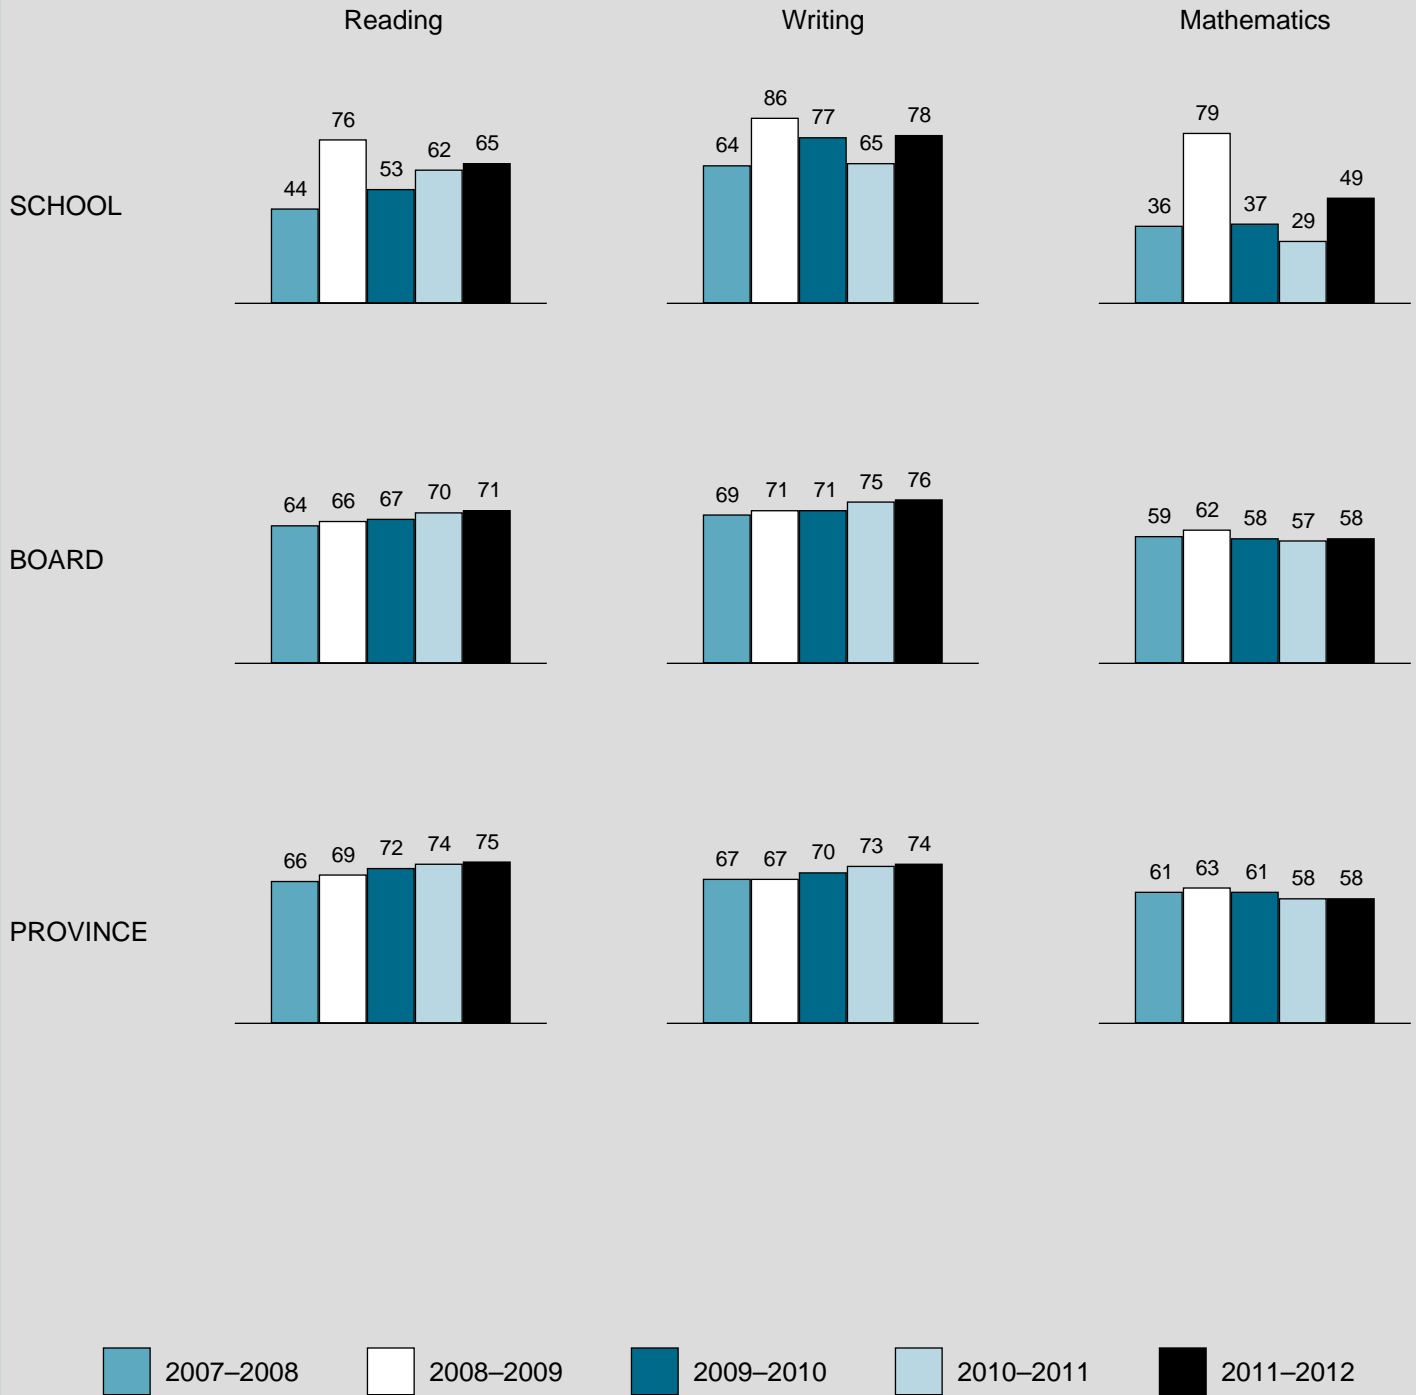 Reading Writing Mathematics
86
79
76 77 78
64 65
62 65
53
49
44
36 37
29
SCHOOL
75 76
70 71 69 71 71
64 66 67
59 62 58 57 58
BOARD
72 74 75 73 74
66 69 67 67 70
61 63 61 58 58
PROVINCE
2007–2008 2008–2009 2009–2010 2010–2011 2011–2012